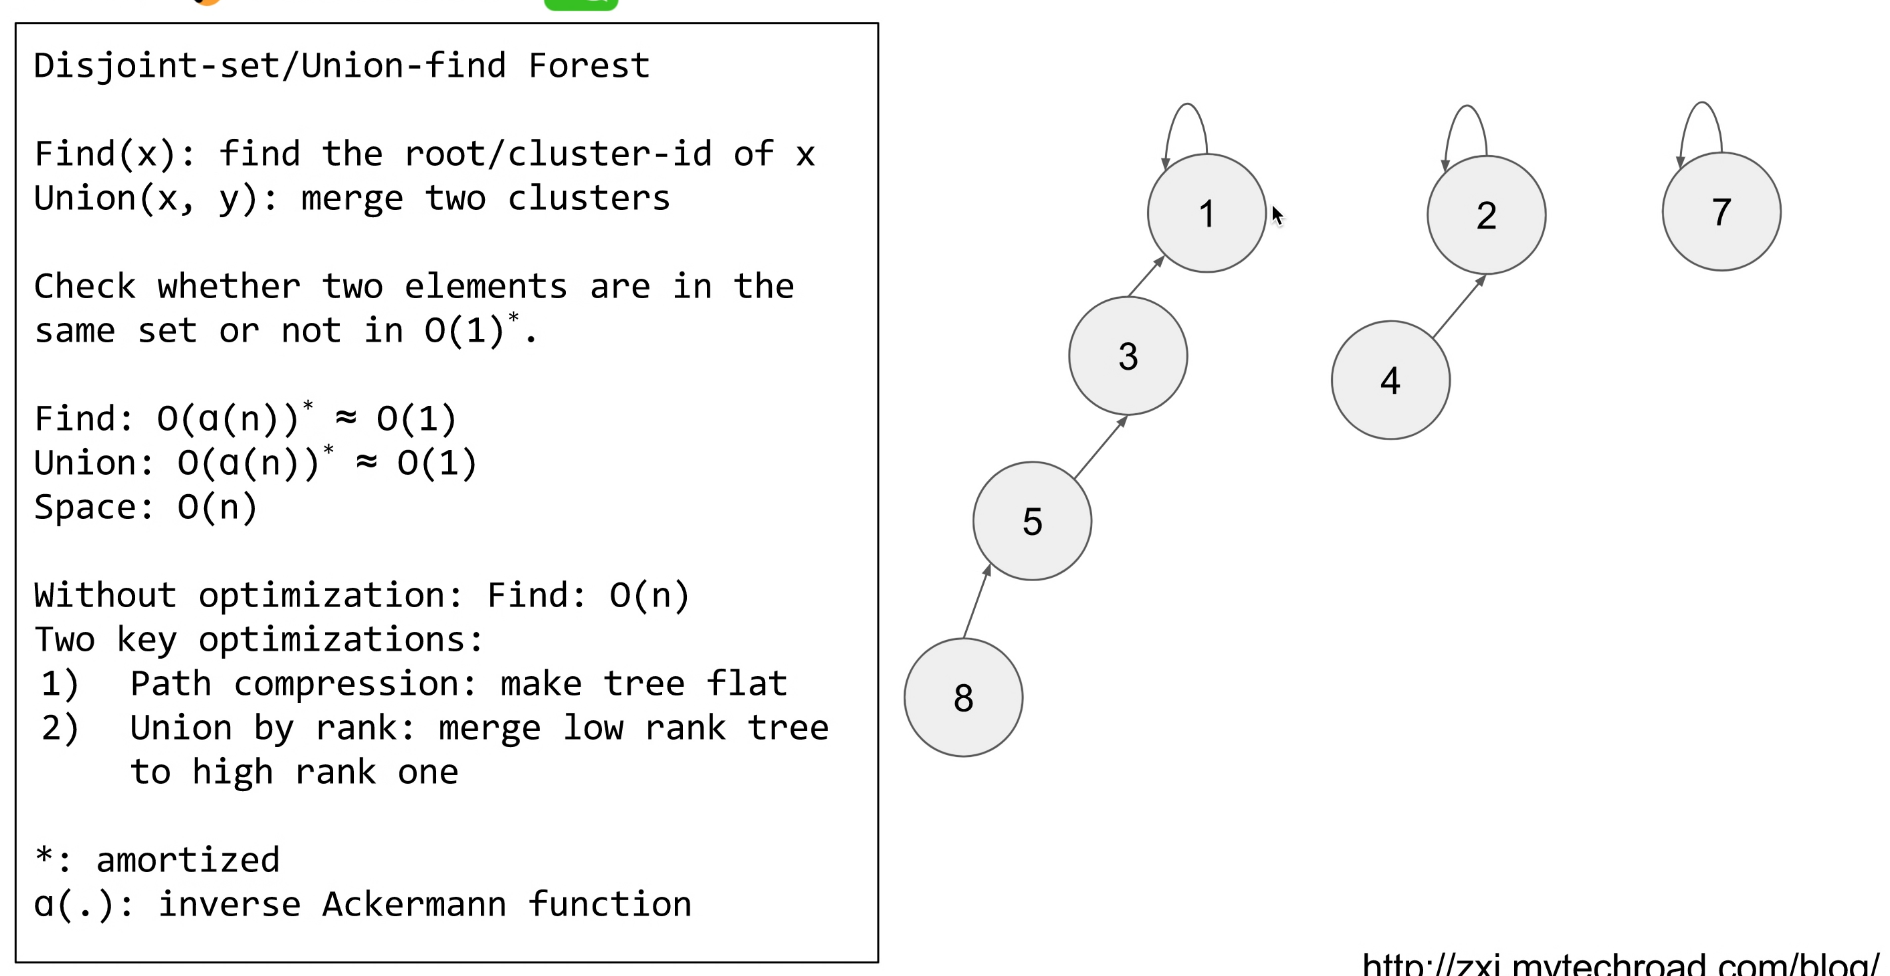 Disjoint-set/Union-find Forest
Find(x): find the root/cluster-id of x
Union(x, y): merge two clusters
Check whether two elements are in the
same set or not in O(1)*.
Find: O(ɑ(n))* ≈ O(1)
Union: O(ɑ(n))* ≈ O(1)
Space: O(n)
Without optimization: Find: O(n)
Two key optimizations:
1) Path compression: make tree flat
2) Union by rank: merge low rank tree
to high rank one
*: amortized
ɑ(.): inverse Ackermann function
1
2
7
3
4
5
8
http://zxi.mytechroad.com/blog/